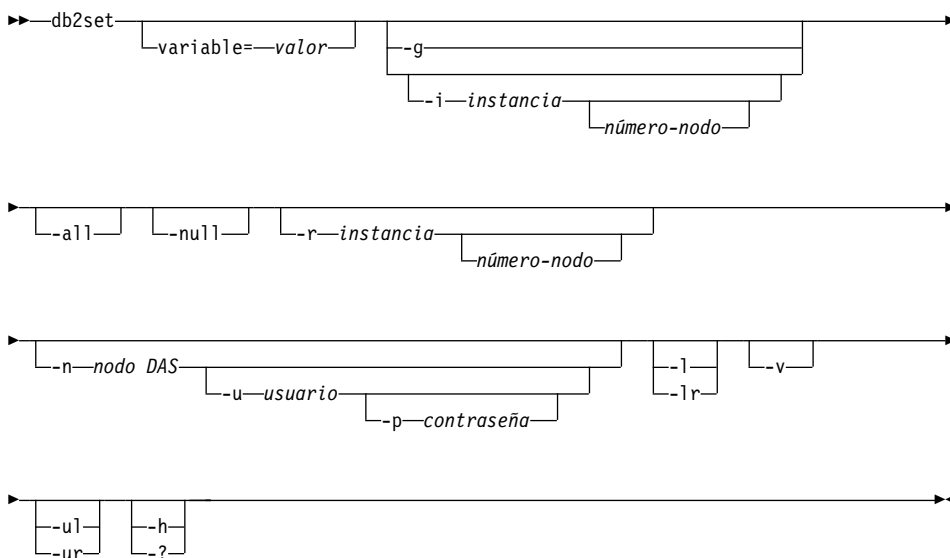 db2set
variable= valor
-g
-i instancia
número-nodo
-all
-null
-r instancia
número-nodo
-n nodo DAS
-u usuario
-p contraseña
-l
-lr
-v
-ul
-ur
-h
-?